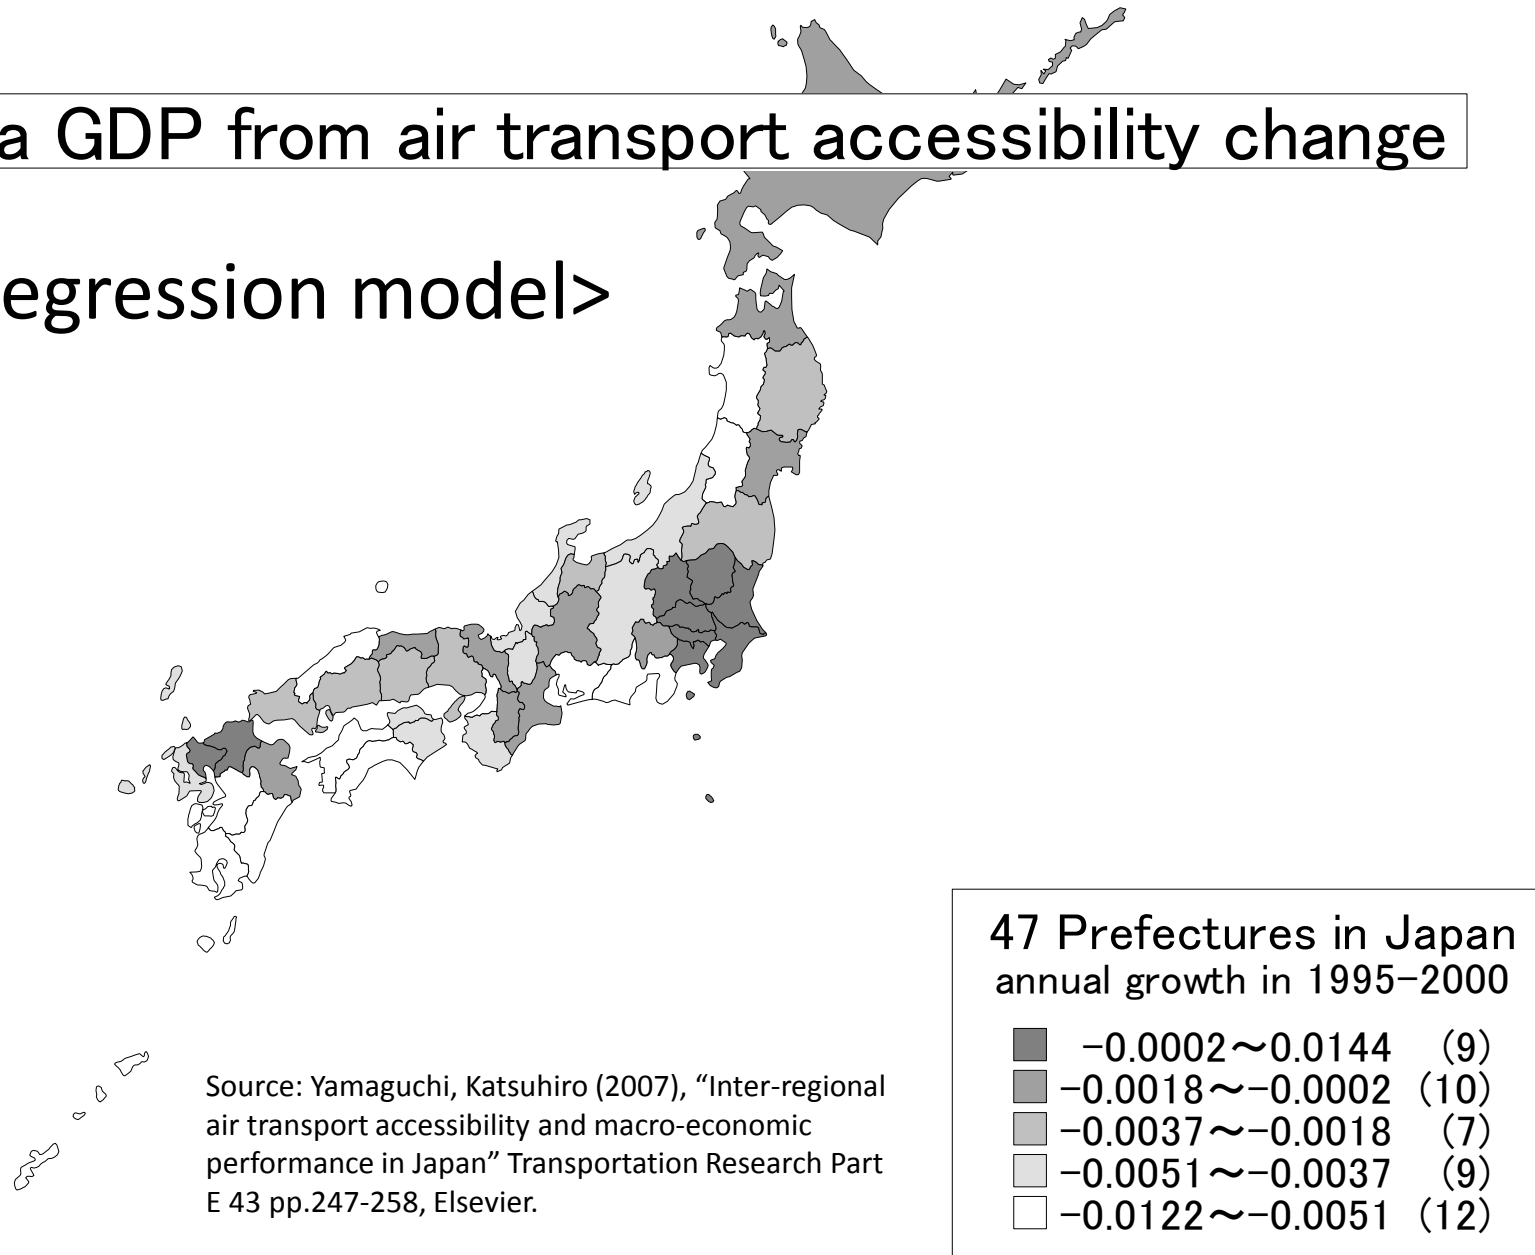 a GDP from air transport accessibility change
egression model>
47 Prefectures in Japan
annual growth in 1995-2000
-0.0002～0.0144 (9)
-0.0018～-0.0002 (10)
-0.0037～-0.0018 (7)
-0.0051～-0.0037 (9)
-0.0122～-0.0051 (12)
Source: Yamaguchi, Katsuhiro (2007), “Inter-regional
air transport accessibility and macro-economic
performance in Japan” Transportation Research Part
E 43 pp.247-258, Elsevier.